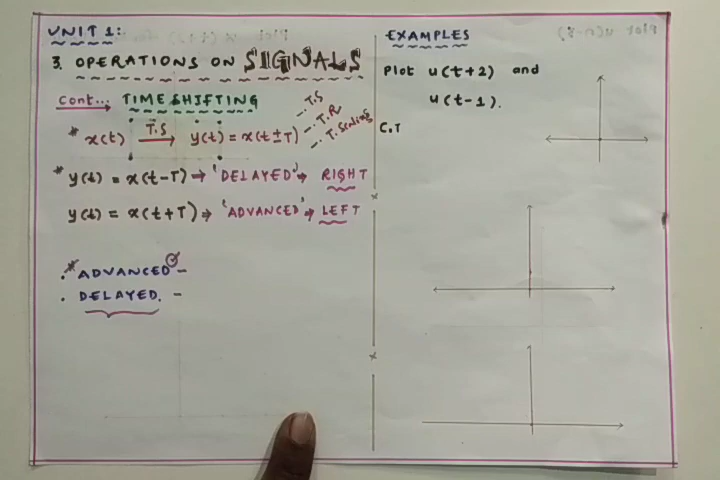 UNIT 1:
3. OPERATIONS ON SIGNALS
Cont... TIME SHIFTING
- T.S
- T.R
- T. Scaling
* x(t) T.S → y(t) = x(t±T)
* y(t) = x(t-T) → 'DELAYED' → RIGHT
y(t) = x(t+T) → 'ADVANCED' → LEFT
* ADVANCED -
. DELAYED. -
EXAMPLES
Plot u(t+2) and
u(t-1).
C.T